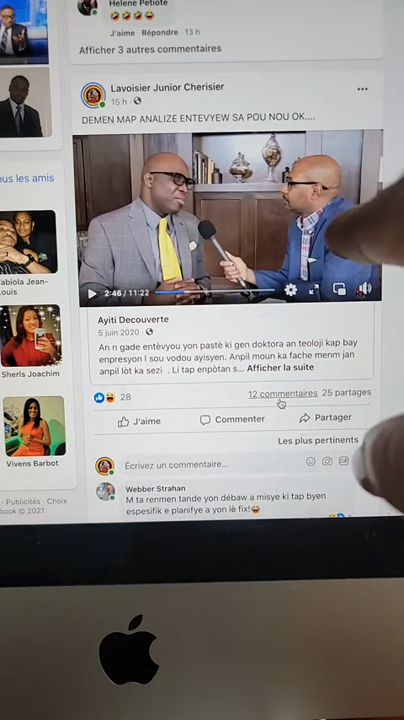 Helene Petiote
J'aime · Répondre · 13 h
Afficher 3 autres commentaires
Lavoisier Junior Cherisier
15 h ·
DEMEN MAP ANALIZE ENTEVYEW SA POU NOU OK....
ous les amis
2:46 / 11:22
Ayiti Decouverte
5 juin 2020 ·
An n gade entèvyou yon pastè ki gen doktora an teoloji kap bay
enpresyon l sou vodou ayisyen. Anpil moun ka fache menm jan
anpil lòt ka sezi . Li tap enpòtan s... Afficher la suite
abiola Jean-
Louis
28
12 commentaires 25 partages
Sherls Joachim
J'aime Commenter Partager
Les plus pertinents
Écrivez un commentaire...
GIF
Vivens Barbot
Webber Strahan
M ta renmen tande yon débaw a misye ki tap byen
espesifik e planifye a yon lè fix!
· Publicités · Choix
book © 2021